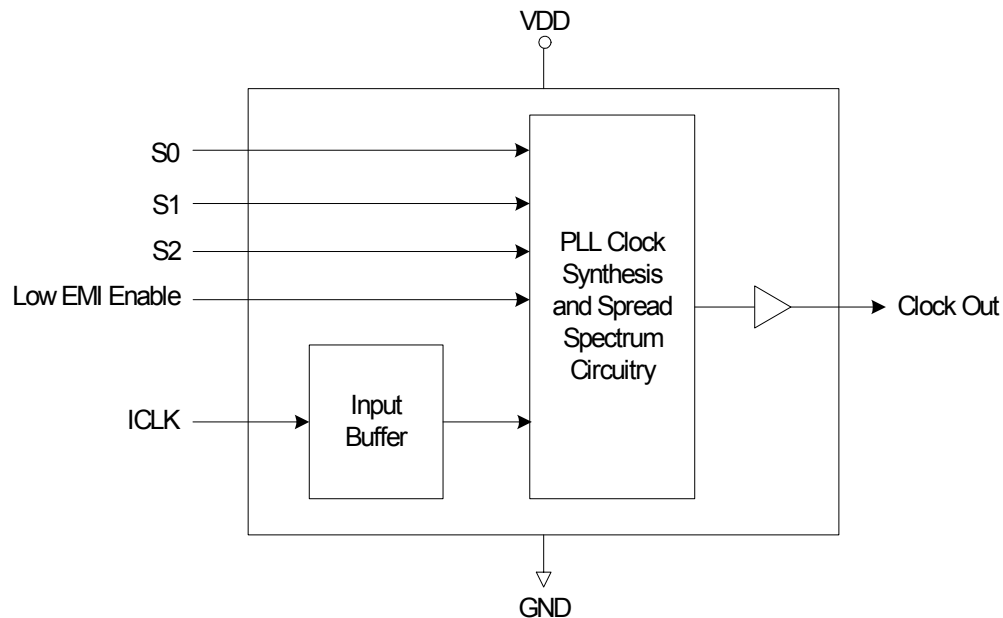 VDD
S0
S1
S2
Low EMI Enable
PLL Clock
Synthesis
and Spread
Spectrum
Circuitry
Clock Out
ICLK
Input
Buffer
GND